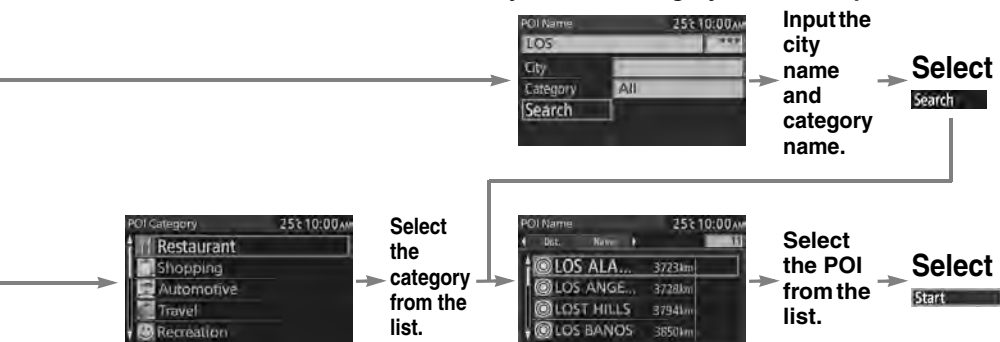 POI Name 25℃ 10:00AM
LOS ***
City
Category All
Search
Input the
city
name
and
category
name.
Select
Search
POI Category 25℃ 10:00AM
Restaurant
Shopping
Automotive
Travel
Recreation
Select
the
category
from the
list.
POI Name 25℃ 10:00AM
Dist. Name
LOS ALA... 3723km
LOS ANGE... 3728km
LOST HILLS 3794km
LOS BANOS 3850km
Select
the POI
from the
list.
Select
Start